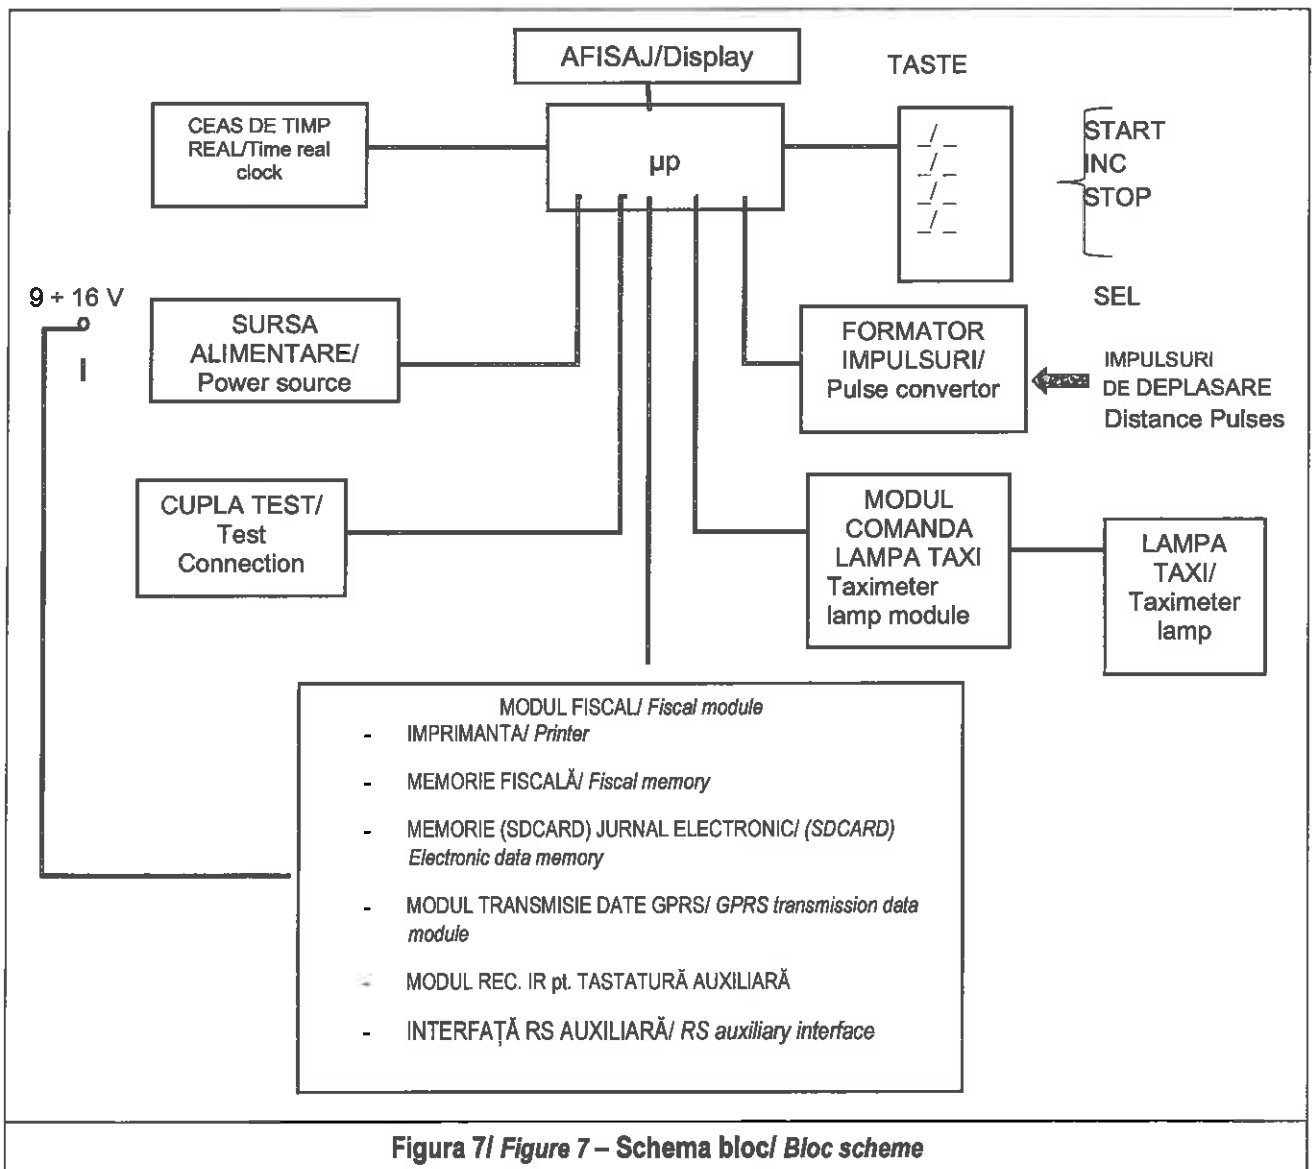 AFISAJ/Display
TASTE
CEAS DE TIMP
REAL/Time real
clock
µp
START
INC
STOP
SEL
9 ÷ 16 V
SURSA
ALIMENTARE/
Power source
FORMATOR
IMPULSURI/
Pulse convertor
IMPULSURI
DE DEPLASARE
Distance Pulses
CUPLA TEST/
Test
Connection
MODUL
COMANDA
LAMPA TAXI
Taximeter
lamp module
LAMPA
TAXI/
Taximeter
lamp
MODUL FISCAL/ Fiscal module
- IMPRIMANTA/ Printer
- MEMORIE FISCALĂ/ Fiscal memory
- MEMORIE (SDCARD) JURNAL ELECTRONIC/ (SDCARD)
Electronic data memory
- MODUL TRANSMISIE DATE GPRS/ GPRS transmission data
module
- MODUL REC. IR pt. TASTATURĂ AUXILIARĂ
- INTERFAȚĂ RS AUXILIARĂ/ RS auxiliary interface
Figura 7/ Figure 7 – Schema bloc/ Bloc scheme